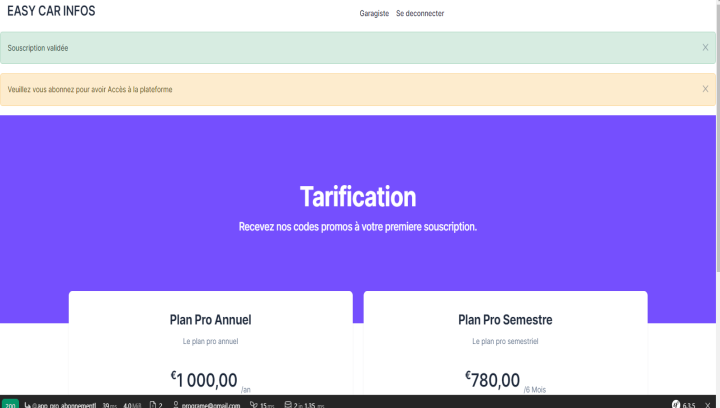 EASY CAR INFOS
Garagiste Se deconnecter
Souscription validée X
Veuillez vous abonnez pour avoir Accès à la plateforme X
Tarification
Recevez nos codes promos à votre premiere souscription.
Plan Pro Annuel
Le plan pro annuel
€1 000,00 /an
Plan Pro Semestre
Le plan pro semestriel
€780,00 /6 Mois
200 @app_pro_abonnement1 39 ms 4.0 MiB 2 programe@gmail.com 15 ms 2 in 1.35 ms 6.3.5 X